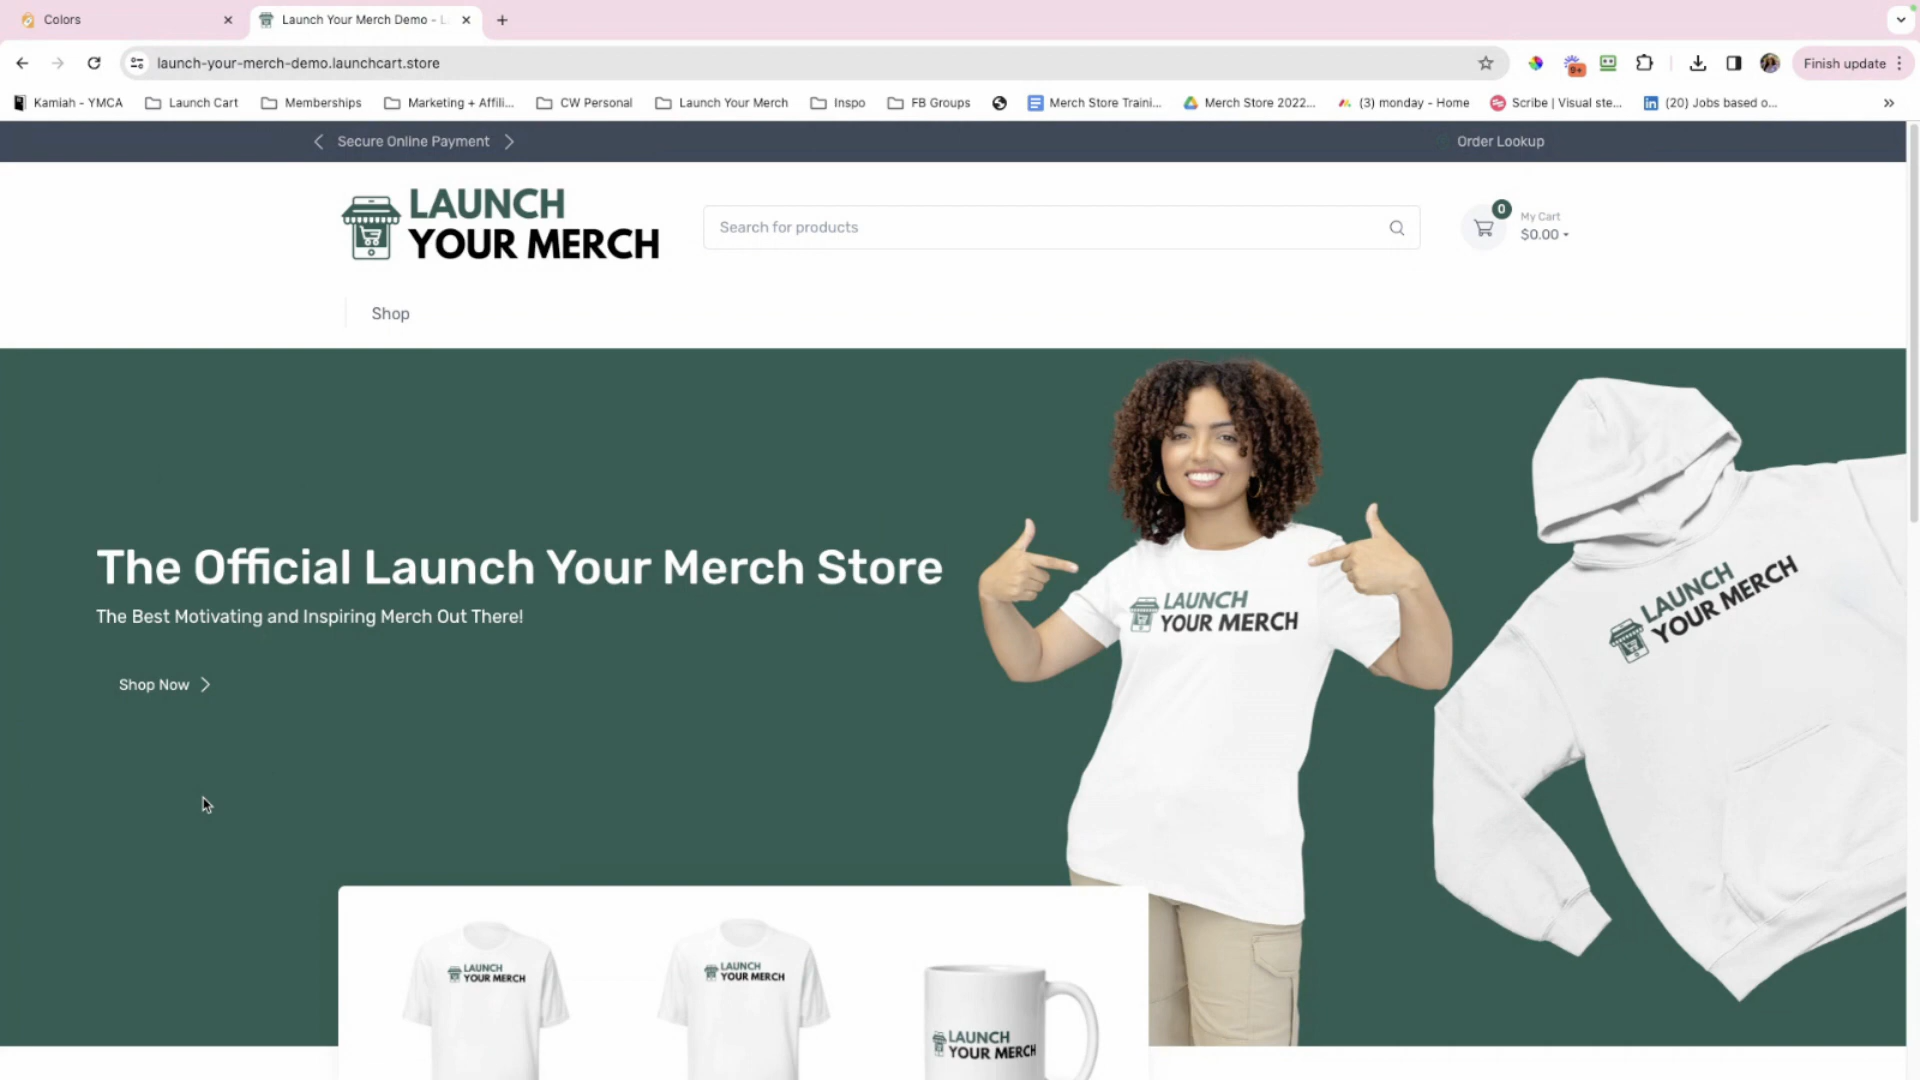 Colors
Launch Your Merch Demo - L
launch-your-merch-demo.launchcart.store
Finish update
Kamiah - YMCA
Launch Cart
Memberships
Marketing + Affili...
CW Personal
Launch Your Merch
Inspo
FB Groups
Merch Store Traini...
Merch Store 2022...
(3) monday - Home
Scribe | Visual ste...
(20) Jobs based o...
Secure Online Payment
Order Lookup
LAUNCH
YOUR MERCH
Search for products
0
My Cart
$0.00
Shop
The Official Launch Your Merch Store
The Best Motivating and Inspiring Merch Out There!
Shop Now
LAUNCH
YOUR MERCH
LAUNCH
YOUR MERCH
LAUNCH
YOUR MERCH
LAUNCH
YOUR MERCH
LAUNCH
YOUR MERCH